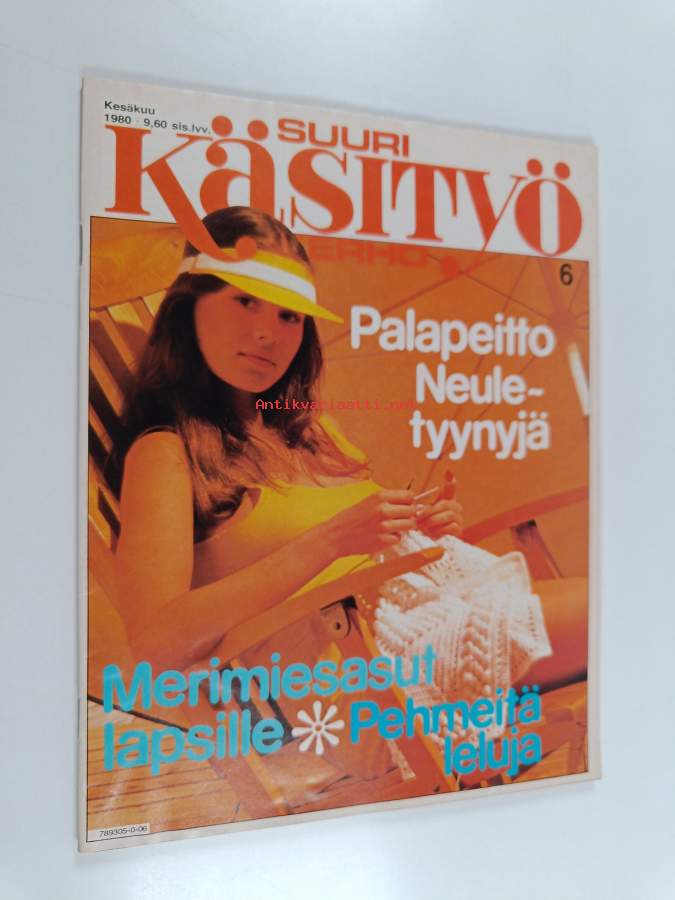 Kesäkuu
1980 · 9,60 sis.lvv.
SUURI
KÄSITYÖ
KERHO
6
Palapeitto
Neule~
tyynyjä
Antikvariaatti.net
Merimiesasut
lapsille * Pehmeitä
leluja
789305-0-06